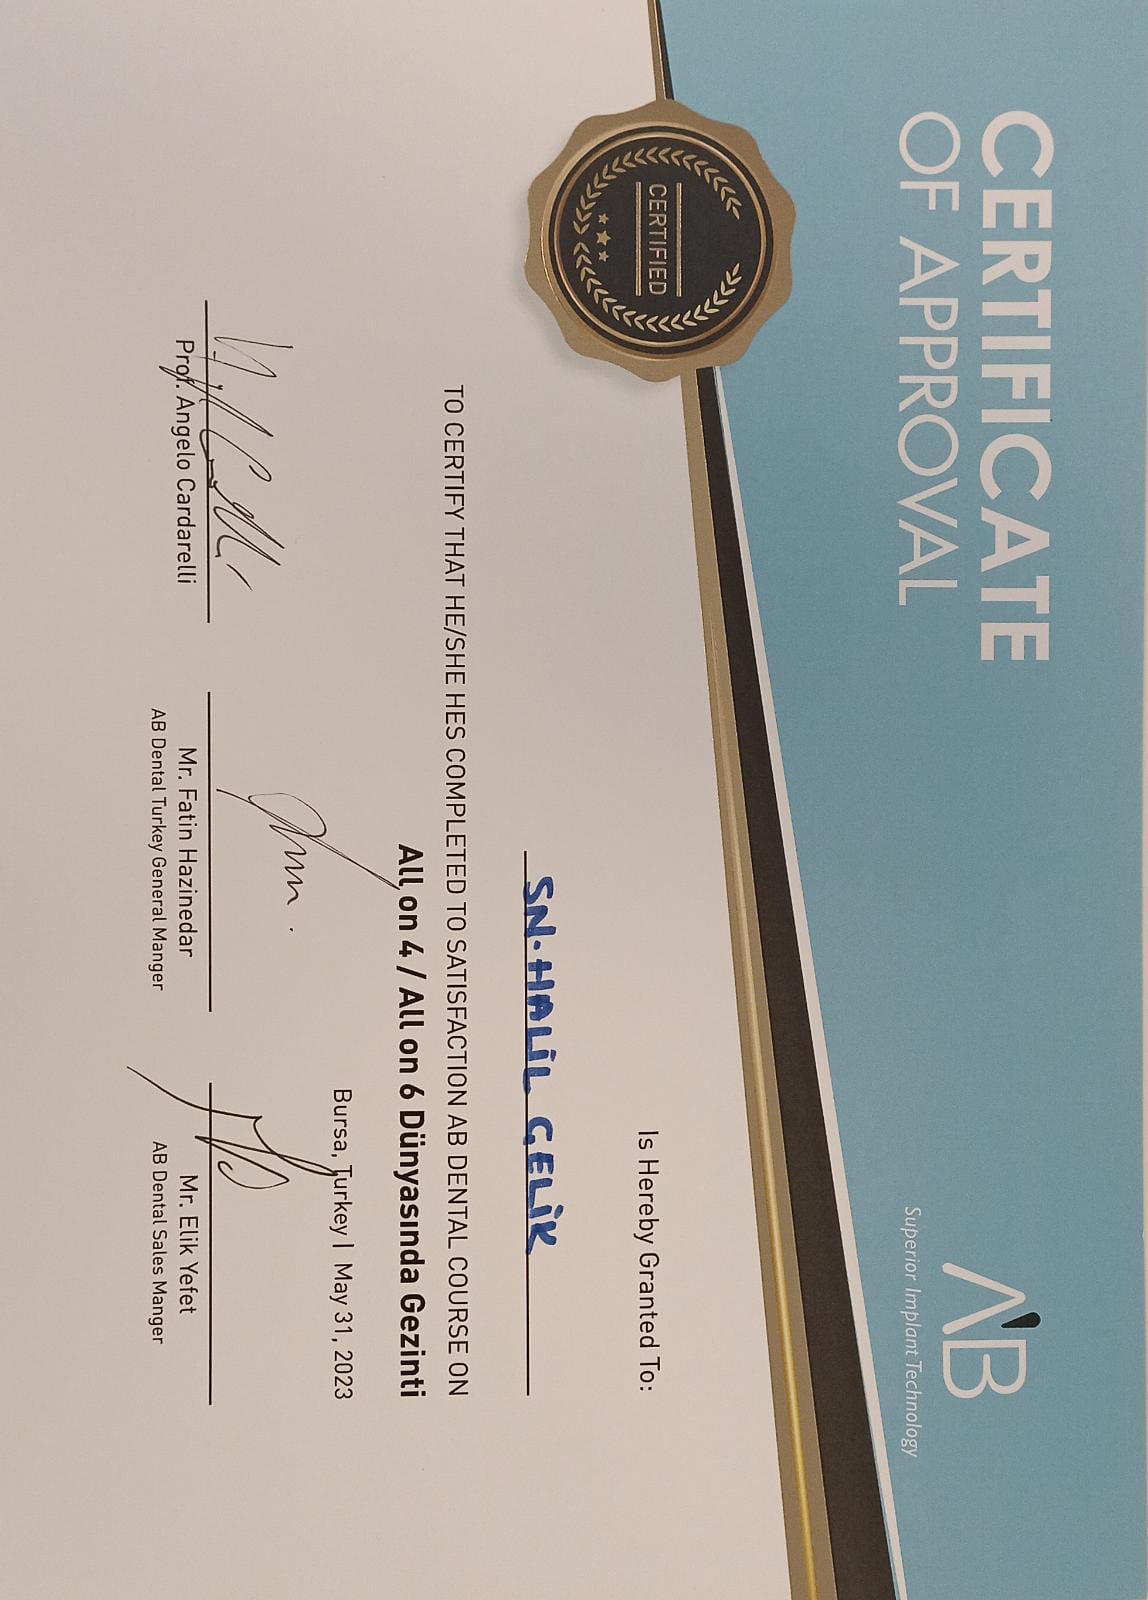 CERTIFICATE
OF APPROVAL
AB
Superior Implant Technology
CERTIFIED
Is Hereby Granted To:
SN. HALİL ÇELİK
TO CERTIFY THAT HE/SHE HES COMPLETED TO SATISFACTION AB DENTAL COURSE ON
All on 4 / All on 6 Dünyasında Gezinti
Bursa, Turkey | May 31, 2023
Prof. Angelo Cardarelli
Mr. Fatin Hazinedar
AB Dental Turkey General Manger
Mr. Elik Yefet
AB Dental Sales Manger